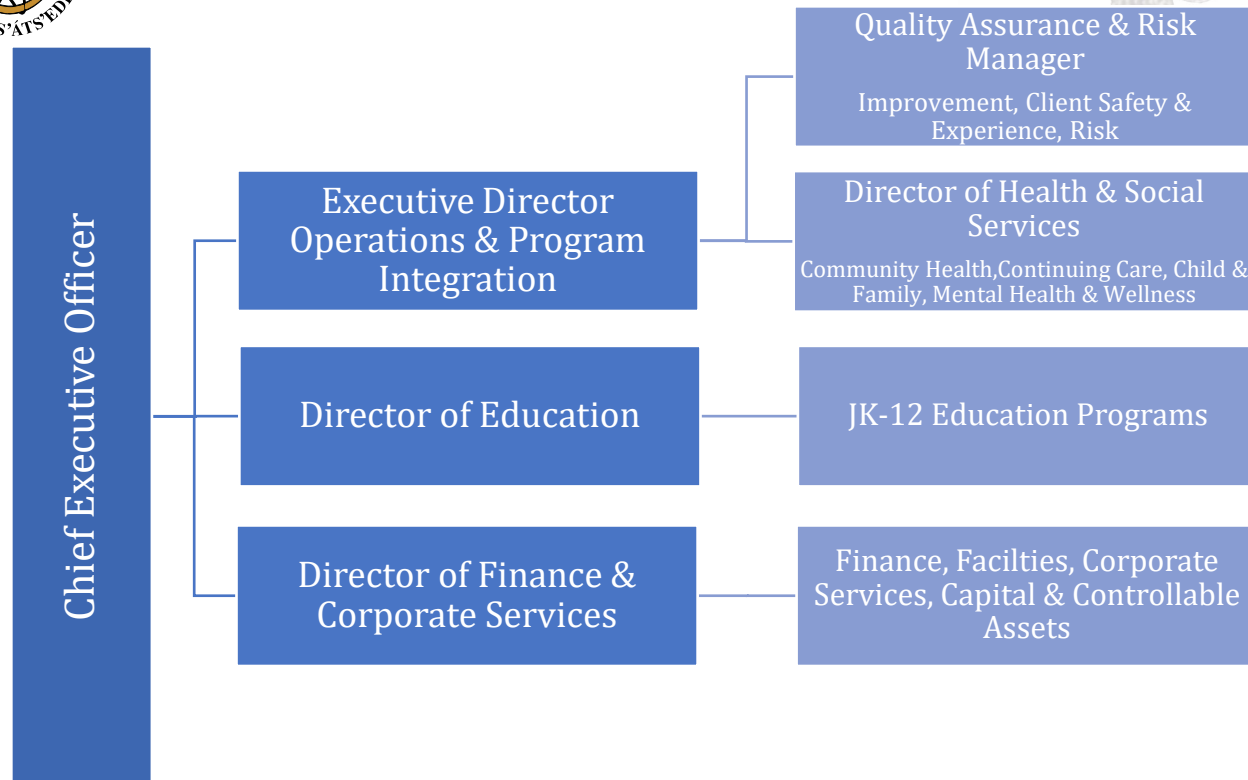 Chief Executive Officer
Executive Director
Operations & Program
Integration
Director of Education
Director of Finance &
Corporate Services
Quality Assurance & Risk
Manager
Improvement, Client Safety &
Experience, Risk
Director of Health & Social
Services
Community Health,Continuing Care, Child &
Family, Mental Health & Wellness
JK-12 Education Programs
Finance, Facilties, Corporate
Services, Capital & Controllable
Assets